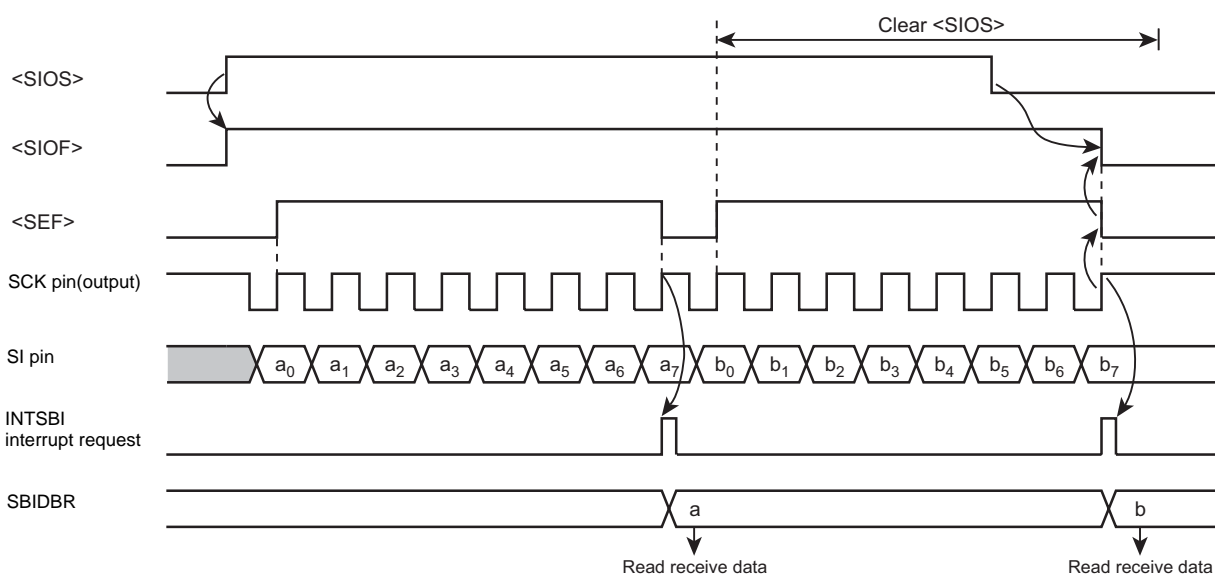 Clear <SIOS>
<SIOS>
<SIOF>
<SEF>
SCK pin(output)
SI pin
a0 a1 a2 a3 a4 a5 a6 a7 b0 b1 b2 b3 b4 b5 b6 b7
INTSBI
interrupt request
SBIDBR
a b
Read receive data Read receive data